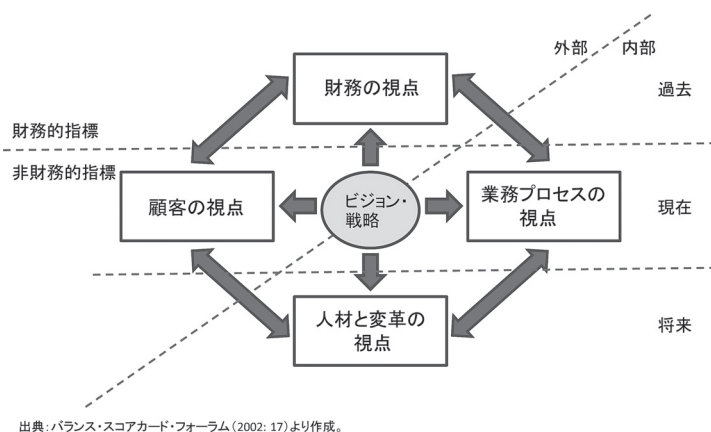 外部
内部
財務の視点
過去
財務的指標
非財務的指標
顧客の視点
ビジョン・
戦略
業務プロセスの
視点
現在
人材と変革の
視点
将来
出典：バランス・スコアカード・フォーラム（2002: 17）より作成。